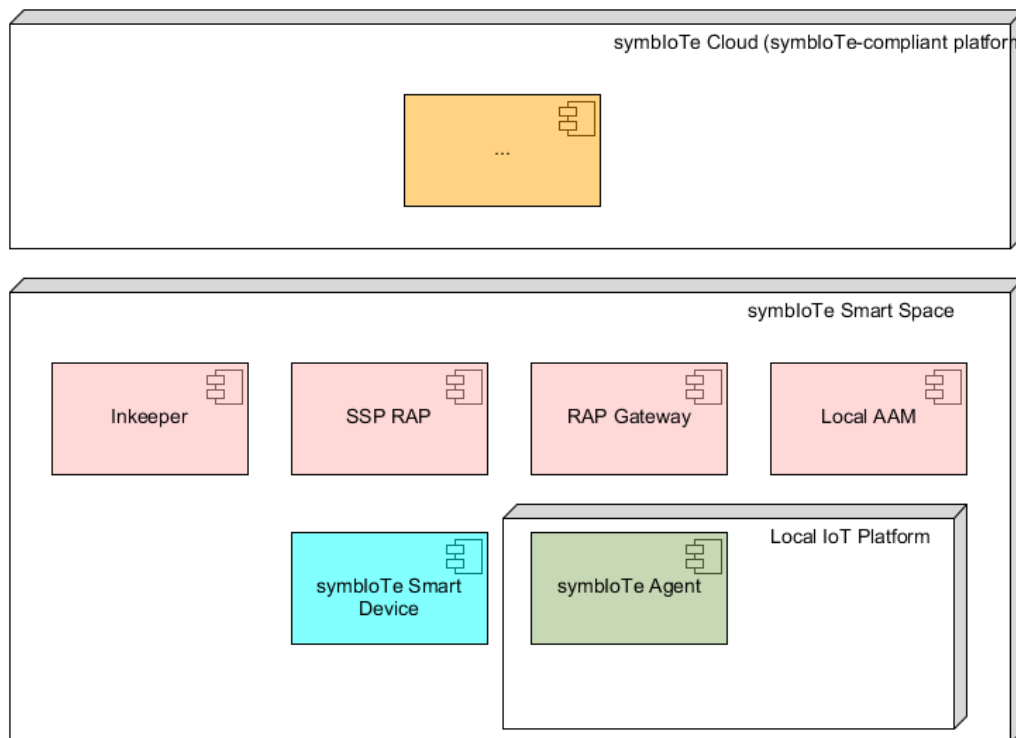 symbIoTe Cloud (symbIoTe-compliant platform
...
symbIoTe Smart Space
Inkeeper
SSP RAP
RAP Gateway
Local AAM
Local IoT Platform
symbIoTe Smart
Device
symbIoTe Agent